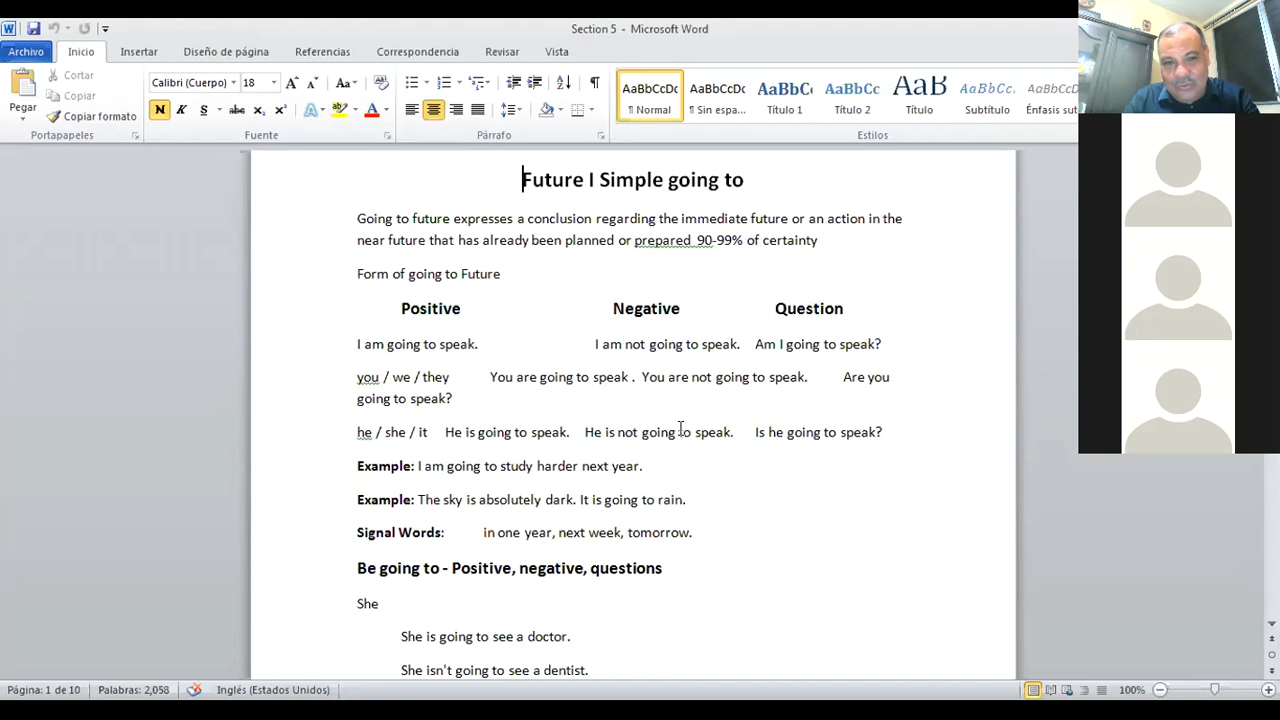 Section 5 - Microsoft Word
Archivo Inicio Insertar Diseño de página Referencias Correspondencia Revisar Vista
Pegar
Cortar
Copiar
Copiar formato
Portapapeles
Calibri (Cuerpo) 18
N K S abc x₂ x²
Fuente
Párrafo
AaBbCcDc AaBbCcDc AaBbC AaBbCc AaB AaBbCc. AaBbCcD
¶ Normal ¶ Sin espa... Título 1 Título 2 Título Subtítulo Énfasis sut
Estilos
Future I Simple going to
Going to future expresses a conclusion regarding the immediate future or an action in the
near future that has already been planned or prepared 90-99% of certainty
Form of going to Future
Positive Negative Question
I am going to speak. I am not going to speak. Am I going to speak?
you / we / they You are going to speak . You are not going to speak. Are you
going to speak?
he / she / it He is going to speak. He is not going to speak. Is he going to speak?
Example: I am going to study harder next year.
Example: The sky is absolutely dark. It is going to rain.
Signal Words: in one year, next week, tomorrow.
Be going to - Positive, negative, questions
She
She is going to see a doctor.
She isn't going to see a dentist.
Página: 1 de 10 Palabras: 2,058 Inglés (Estados Unidos) 100%